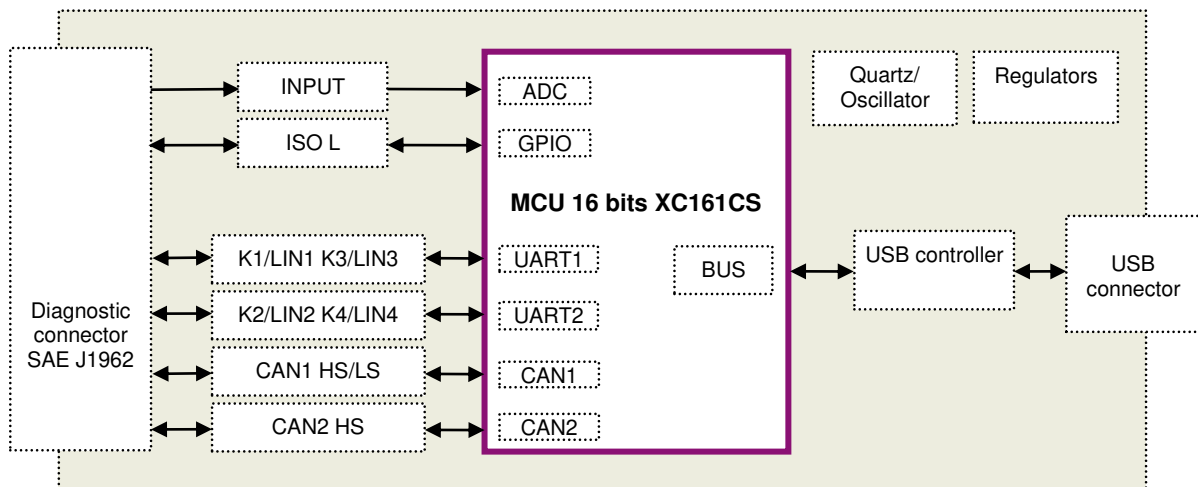 INPUT
ADC
Quartz/
Oscillator
Regulators
ISO L
GPIO
MCU 16 bits XC161CS
K1/LIN1 K3/LIN3
UART1
BUS
USB controller
USB
connector
Diagnostic
connector
SAE J1962
K2/LIN2 K4/LIN4
UART2
CAN1 HS/LS
CAN1
CAN2 HS
CAN2